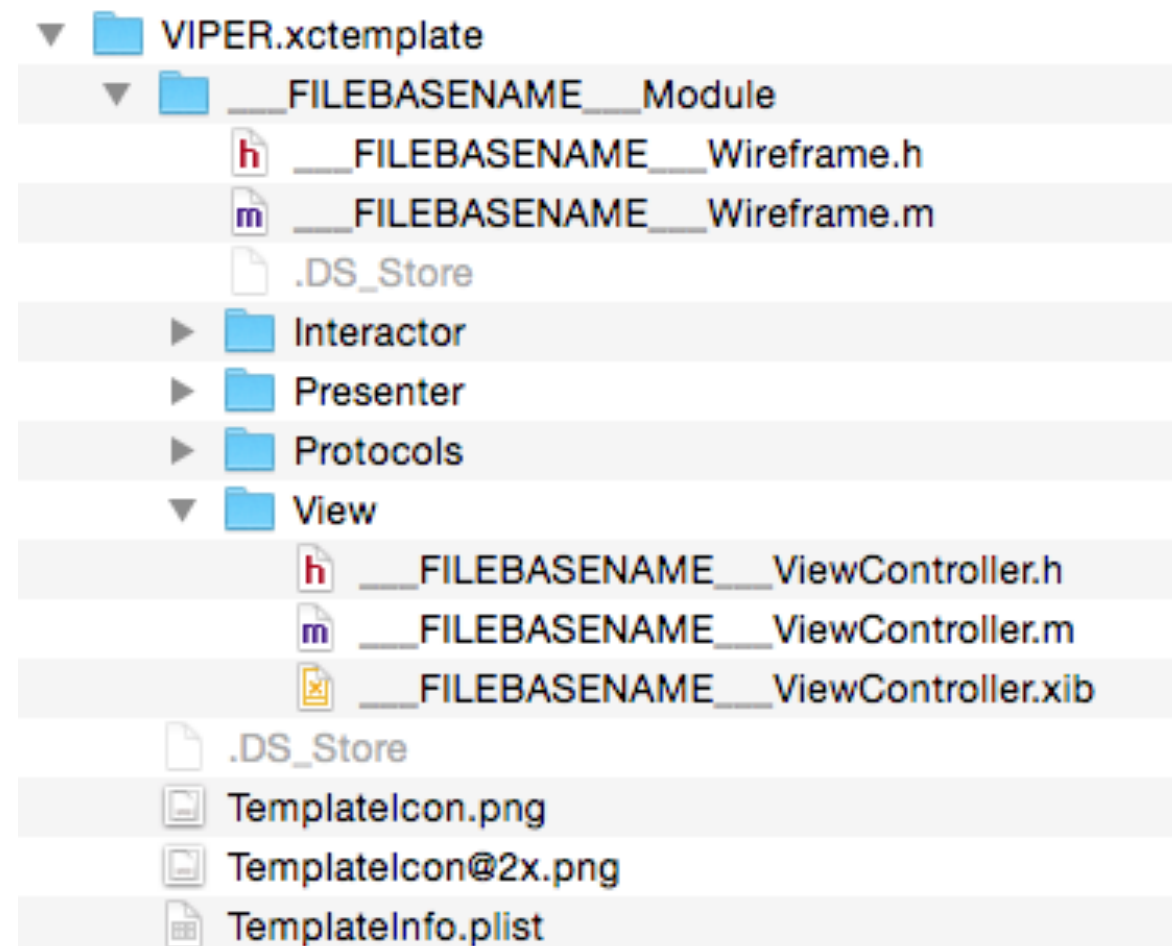 VIPER.xctemplate
___FILEBASENAME___Module
h ___FILEBASENAME___Wireframe.h
m ___FILEBASENAME___Wireframe.m
.DS_Store
Interactor
Presenter
Protocols
View
h ___FILEBASENAME___ViewController.h
m ___FILEBASENAME___ViewController.m
___FILEBASENAME___ViewController.xib
.DS_Store
TemplateIcon.png
TemplateIcon@2x.png
TemplateInfo.plist